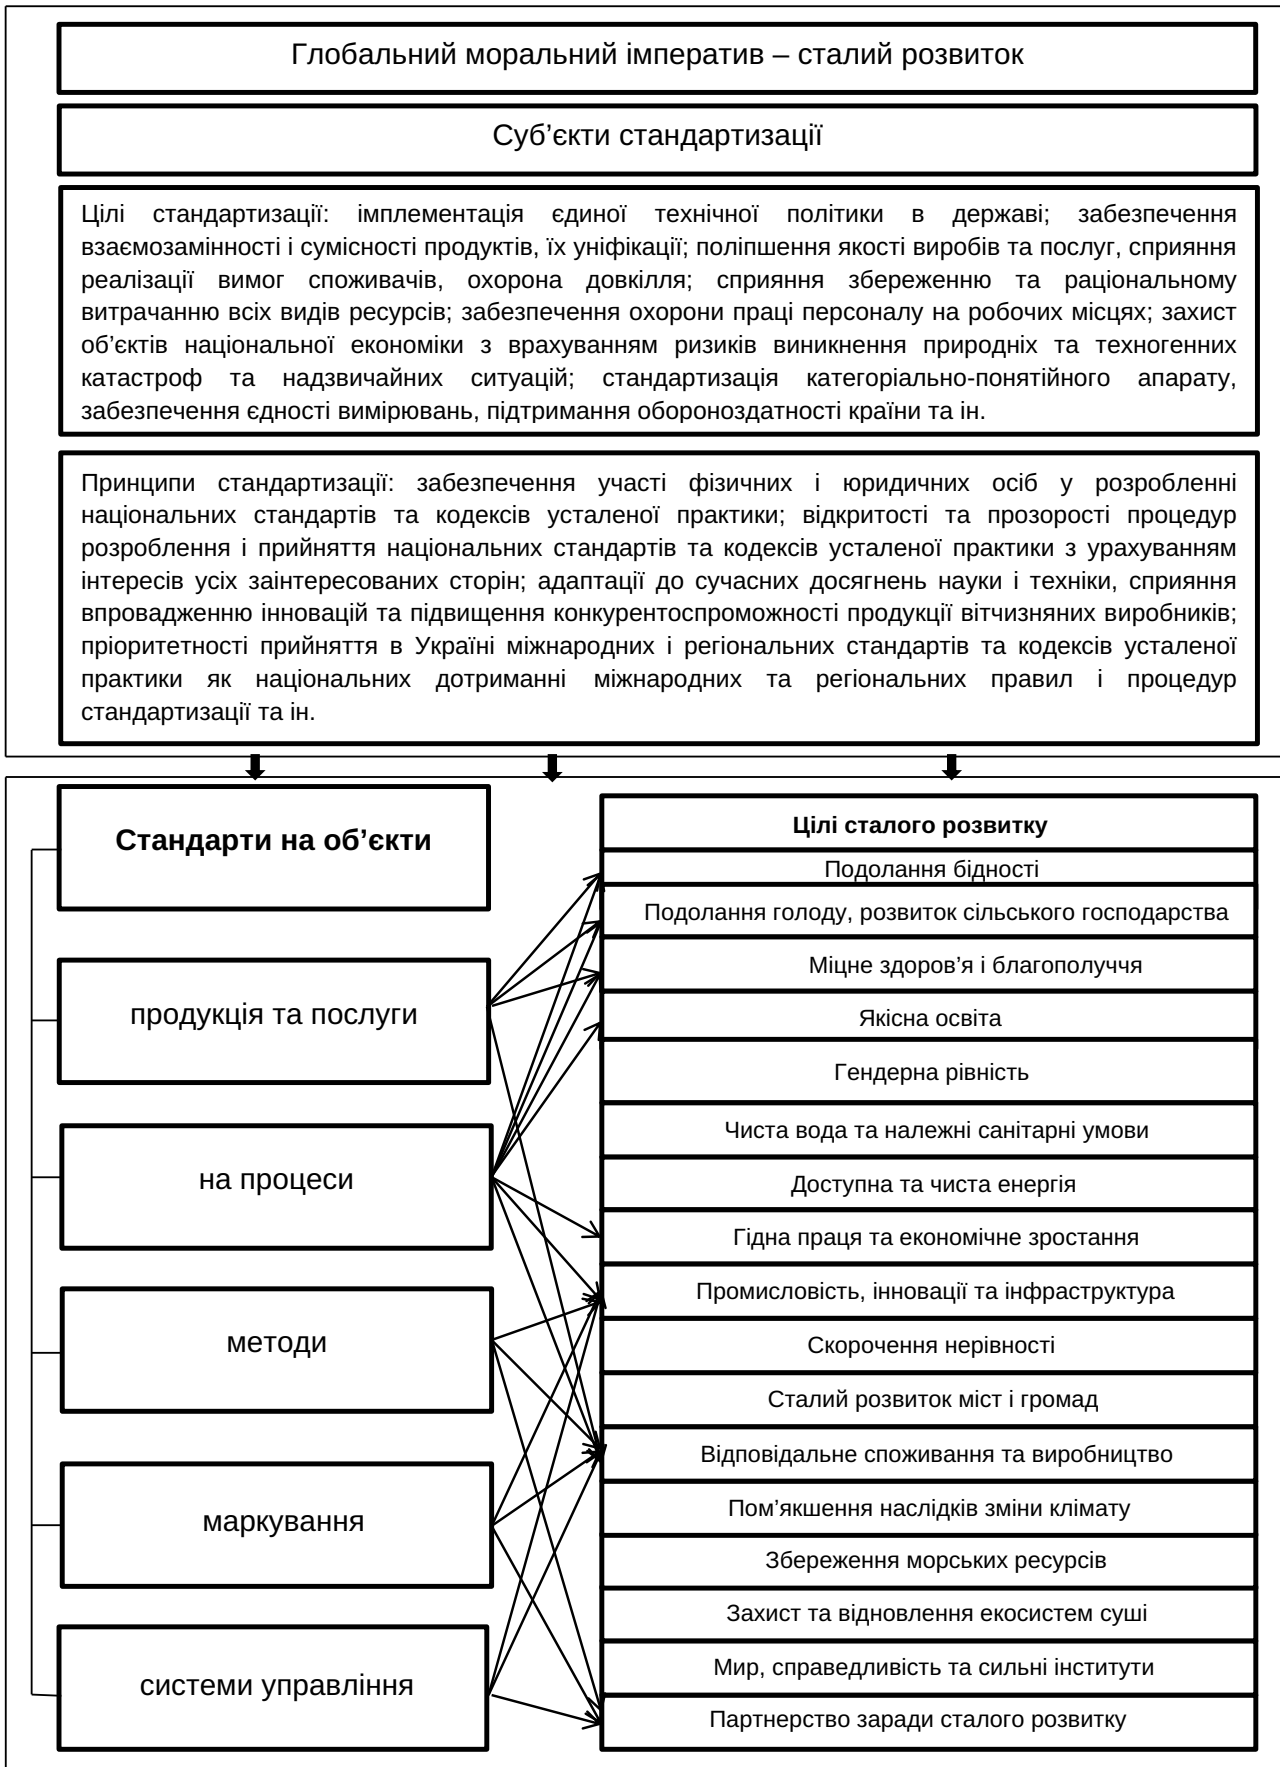 Глобальний моральний імператив – сталий розвиток
Суб’єкти стандартизації
Цілі стандартизації: імплементація єдиної технічної політики в державі; забезпечення
взаємозамінності і сумісності продуктів, їх уніфікації; поліпшення якості виробів та послуг, сприяння
реалізації вимог споживачів, охорона довкілля; сприяння збереженню та раціональному
витрачанню всіх видів ресурсів; забезпечення охорони праці персоналу на робочих місцях; захист
об’єктів національної економіки з врахуванням ризиків виникнення природніх та техногенних
катастроф та надзвичайних ситуацій; стандартизація категоріально-понятійного апарату,
забезпечення єдності вимірювань, підтримання обороноздатності країни та ін.
Принципи стандартизації: забезпечення участі фізичних і юридичних осіб у розробленні
національних стандартів та кодексів усталеної практики; відкритості та прозорості процедур
розроблення і прийняття національних стандартів та кодексів усталеної практики з урахуванням
інтересів усіх заінтересованих сторін; адаптації до сучасних досягнень науки і техніки, сприяння
впровадженню інновацій та підвищення конкурентоспроможності продукції вітчизняних виробників;
пріоритетності прийняття в Україні міжнародних і регіональних стандартів та кодексів усталеної
практики як національних дотриманні міжнародних та регіональних правил і процедур
стандартизації та ін.
Стандарти на об’єкти
продукція та послуги
на процеси
методи
маркування
системи управління
Цілі сталого розвитку
Подолання бідності
Подолання голоду, розвиток сільського господарства
Міцне здоров’я і благополуччя
Якісна освіта
Гендерна рівність
Чиста вода та належні санітарні умови
Доступна та чиста енергія
Гідна праця та економічне зростання
Промисловість, інновації та інфраструктура
Скорочення нерівності
Сталий розвиток міст і громад
Відповідальне споживання та виробництво
Пом’якшення наслідків зміни клімату
Збереження морських ресурсів
Захист та відновлення екосистем суші
Мир, справедливість та сильні інститути
Партнерство заради сталого розвитку